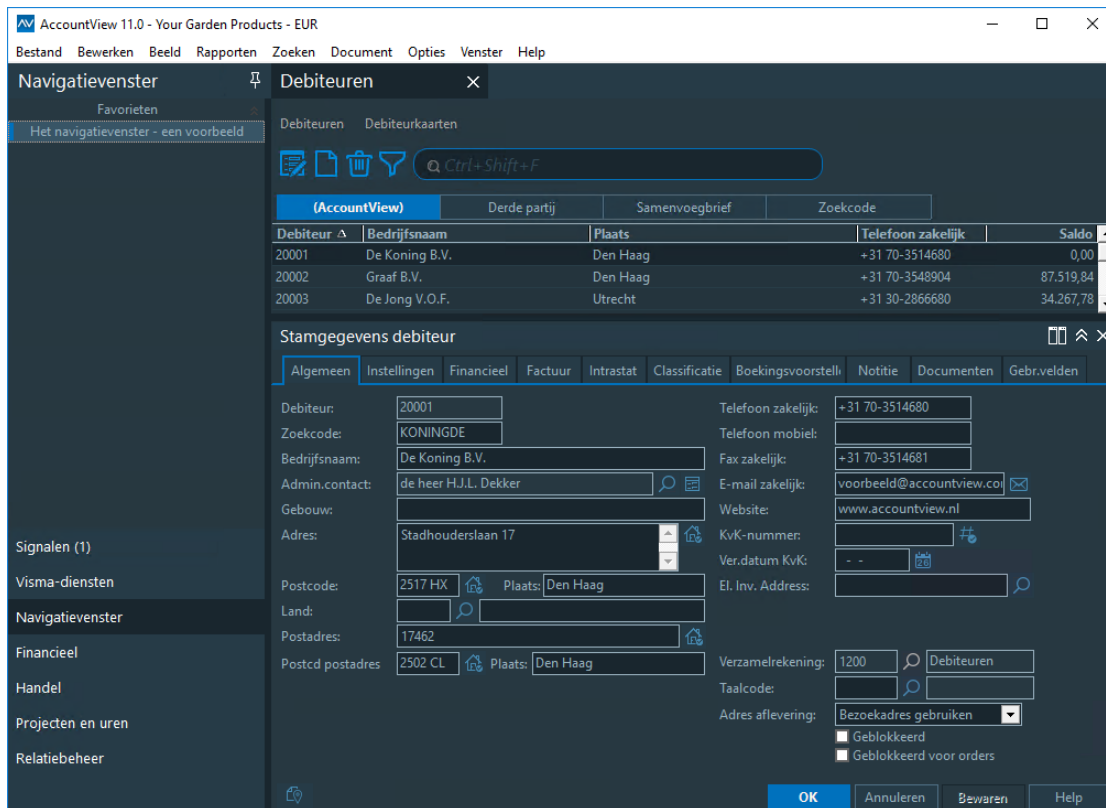 AccountView 11.0 - Your Garden Products - EUR
Bestand Bewerken Beeld Rapporten Zoeken Document Opties Venster Help
Navigatievenster
Favorieten
Het navigatievenster - een voorbeeld
Signalen (1)
Visma-diensten
Navigatievenster
Financieel
Handel
Projecten en uren
Relatiebeheer
Debiteuren
Debiteuren Debiteurkaarten
Ctrl+Shift+F
(AccountView) Derde partij Samenvoegbrief Zoekcode
Debiteur Bedrijfsnaam Plaats Telefoon zakelijk Saldo
20001 De Koning B.V. Den Haag +31 70-3514680 0,00
20002 Graaf B.V. Den Haag +31 70-3548904 87.519,84
20003 De Jong V.O.F. Utrecht +31 30-2866680 34.267,78
Stamgegevens debiteur
Algemeen Instellingen Financieel Factuur Intrastat Classificatie Boekingsvoorstell Notitie Documenten Gebr.velden
Debiteur: 20001
Zoekcode: KONINGDE
Bedrijfsnaam: De Koning B.V.
Admin.contact: de heer H.J.L. Dekker
Gebouw:
Adres: Stadhouderslaan 17
Postcode: 2517 HX Plaats: Den Haag
Land:
Postadres: 17462
Postcd postadres 2502 CL Plaats: Den Haag
Telefoon zakelijk: +31 70-3514680
Telefoon mobiel:
Fax zakelijk: +31 70-3514681
E-mail zakelijk: voorbeeld@accountview.co
Website: www.accountview.nl
KvK-nummer:
Ver.datum KvK: - - 26
El. Inv. Address:
Verzamelrekening: 1200 Debiteuren
Taalcode:
Adres aflevering: Bezoekadres gebruiken
Geblokkeerd
Geblokkeerd voor orders
OK Annuleren Bewaren Help